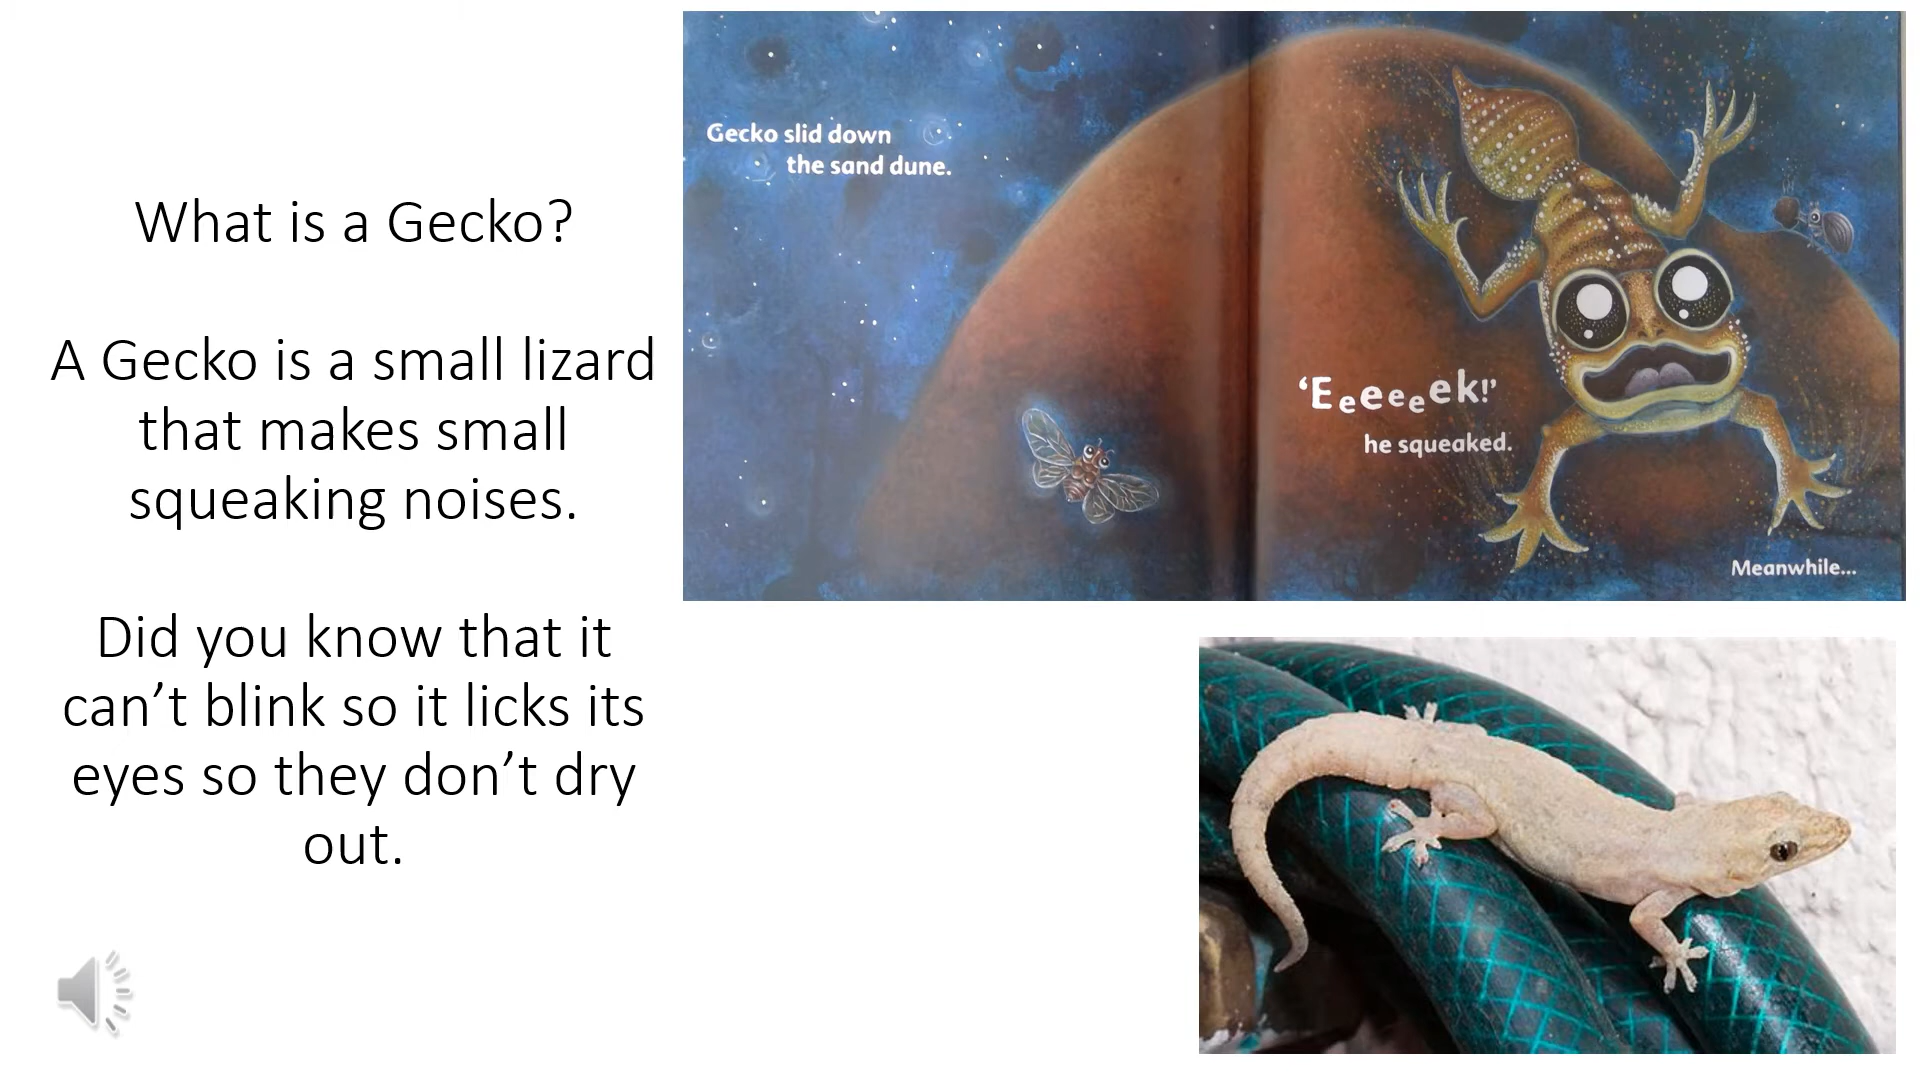 What is a Gecko?
A Gecko is a small lizard
that makes small
squeaking noises.
Did you know that it
can’t blink so it licks its
eyes so they don’t dry
out.
Gecko slid down
the sand dune.
‘Eeeeeek!’
he squeaked.
Meanwhile...